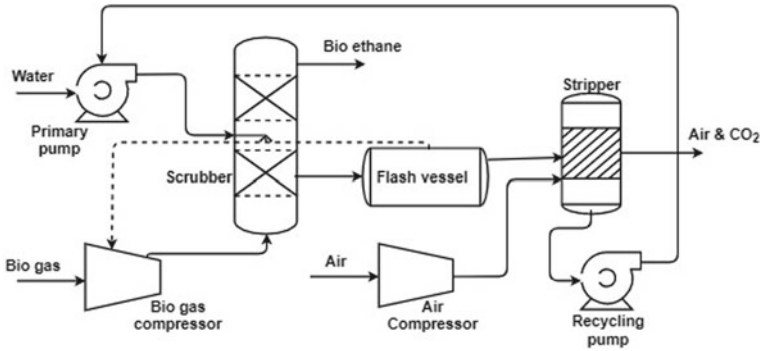 Bio ethane
Water
Primary
pump
Stripper
Air & CO₂
Scrubber
Flash vessel
Bio gas
Bio gas
compressor
Air
Air
Compressor
Recycling
pump